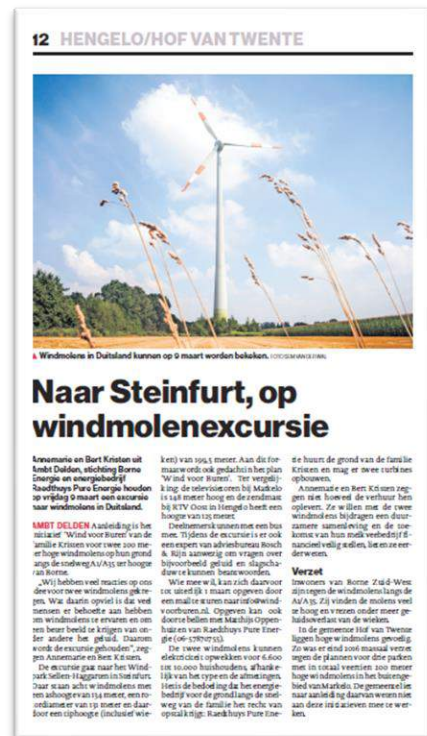 12 HENGELO/HOF VAN TWENTE
Windmolens in Duitsland kunnen op 9 maart worden bekeken.
Naar Steinfurt, op
windmolenexcursie
Annemarie en Bert Kristen uit
Ambt Delden, stichting Borne
Energie en energiebedrijf
Raedthuys Pure Energie houden
op vrijdag 9 maart een excursie
naar windmolens in Duitsland.
AMBT DELDEN Aanleiding is het
initiatief 'Wind voor Buren' van de
familie Krissen voor twee 200 me-
ter hoge windmolens op hun grond
langs de snelweg A1/A35 ter hoogte
van Borne.
„Wij hebben veel reacties op ons
idee voor twee windmolens gekre-
gen. Wat daarin opviel is dat veel
mensen er behoefte aan hebben
om windmolens te ervaren en om
een beter beeld te krijgen van on-
der andere het geluid. Daarom
wordt de excursie gehouden", zeg-
gen Annemarie en Bert Kristen.
De excursie gaat naar het Wind-
park Sellen-Haggarum in Steinfurt.
Daar staan acht windmolens met
een ashoogte van 134 meter, een ro-
tordiameter van 131 meter en daar-
door een tiphoogte (inclusief wie-
ken) van 199,5 meter. Aan dit for-
maat wordt ook gedacht in het plan
'Wind voor Buren'. Ter vergelij-
king: de televisietoren bij Markelo
is 148 meter hoog en de zendmast
bij RTV Oost in Hengelo heeft een
hoogte van 125 meter.
Deelnemers kunnen met een bus
mee. Tijdens de excursie is er ook
een expert van adviesbureau Bosch
& Rijn aanwezig om vragen over
bijvoorbeeld geluid en slagscha-
duw te kunnen beantwoorden.
Wie mee wil, kan zich daarvoor
tot uiterlijk 1 maart opgeven door
een mail te sturen naar info@wind-
voorburen.nl. Opgeven kan ook
door te bellen met Matthijs Oppen-
huizen van Raedthuys Pure Ener-
gie
De twee windmolens kunnen
elektriciteit opwekken voor 6.600
tot 10.000 huishoudens, afhanke-
lijk van het type en de afmetingen.
Het is de bedoeling dat het energie-
bedrijf voor de grond langs de snel-
weg van de familie het recht van
opstal krijgt: Raedthuys Pure Ene-
rgie huurt de grond van de familie
Kristen en mag er twee turbines
opbouwen.
Annemarie en Bert Kristen zeg-
gen niet hoeveel de verhuur hen
oplevert. Ze willen met de twee
windmolens bijdragen een duur-
zamere samenleving en de toe-
komst van hun melkveebedrijf fi-
nancieel veilig stellen, lieten ze eer-
der weten.
Verzet
Inwoners van Borne Zuid-West
zijn tegen de windmolens langs de
A1/A35. Zij vinden de molens veel
te hoog en vrezen onder meer ge-
luidsoverlast van de wieken.
In de gemeente Hof van Twente
liggen hoge windmolens gevoelig.
Zo was er eind 2016 massaal verzet
tegen de plannen voor drie parken
met in totaal veertien 200 meter
hoge windmolens in het buitenge-
bied van Markelo. De gemeente liet
naar aanleiding daarvan weten niet
aan deze initiatieven mee te wer-
ken.